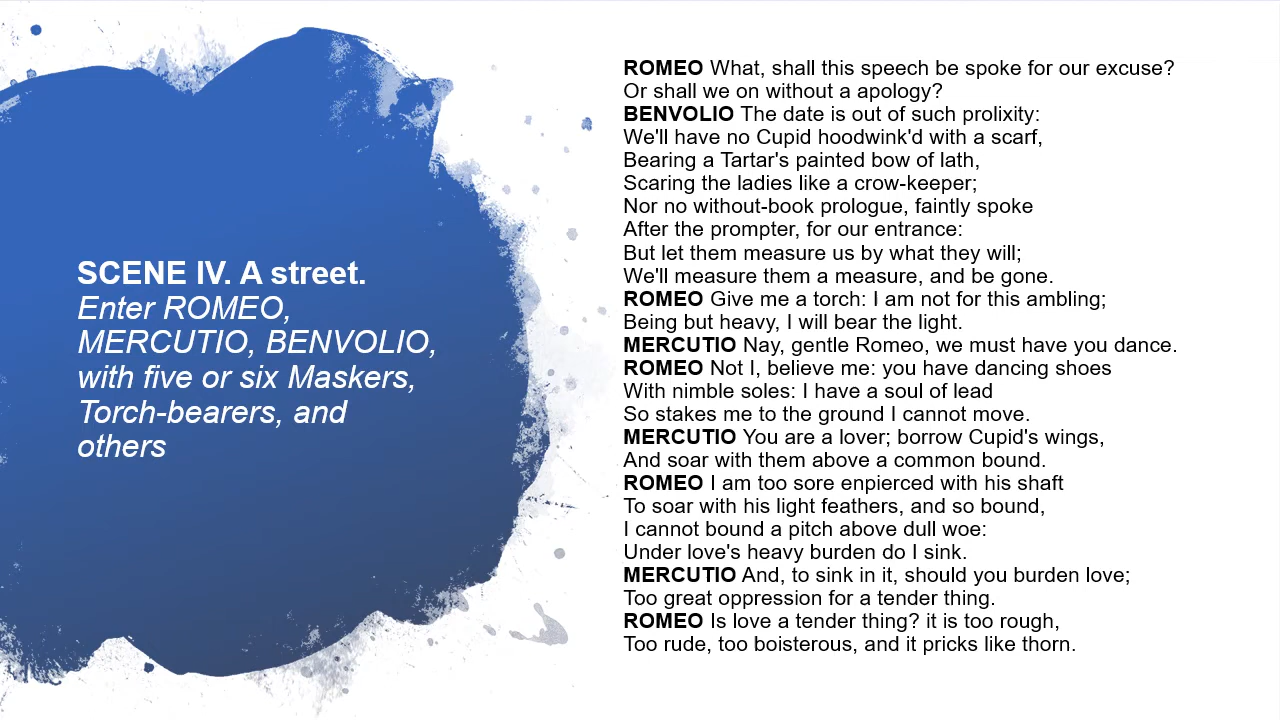 SCENE IV. A street.
Enter ROMEO,
MERCUTIO, BENVOLIO,
with five or six Maskers,
Torch-bearers, and
others
ROMEO What, shall this speech be spoke for our excuse?
Or shall we on without a apology?
BENVOLIO The date is out of such prolixity:
We'll have no Cupid hoodwink'd with a scarf,
Bearing a Tartar's painted bow of lath,
Scaring the ladies like a crow-keeper;
Nor no without-book prologue, faintly spoke
After the prompter, for our entrance:
But let them measure us by what they will;
We'll measure them a measure, and be gone.
ROMEO Give me a torch: I am not for this ambling;
Being but heavy, I will bear the light.
MERCUTIO Nay, gentle Romeo, we must have you dance.
ROMEO Not I, believe me: you have dancing shoes
With nimble soles: I have a soul of lead
So stakes me to the ground I cannot move.
MERCUTIO You are a lover; borrow Cupid's wings,
And soar with them above a common bound.
ROMEO I am too sore enpierced with his shaft
To soar with his light feathers, and so bound,
I cannot bound a pitch above dull woe:
Under love's heavy burden do I sink.
MERCUTIO And, to sink in it, should you burden love;
Too great oppression for a tender thing.
ROMEO Is love a tender thing? it is too rough,
Too rude, too boisterous, and it pricks like thorn.